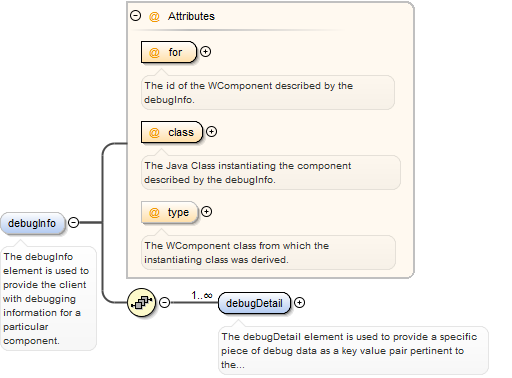 @ Attributes
@ for
The id of the WComponent described by the
debugInfo.
@ class
The Java Class instantiating the component
described by the debugInfo.
@ type
The WComponent class from which the
instantiating class was derived.
debugInfo
The debugInfo
element is used to
provide the client
with debugging
information for a
particular
component.
1..∞
debugDetail
The debugDetail element is used to provide a specific
piece of debug data as a key value pair pertinent to
the...